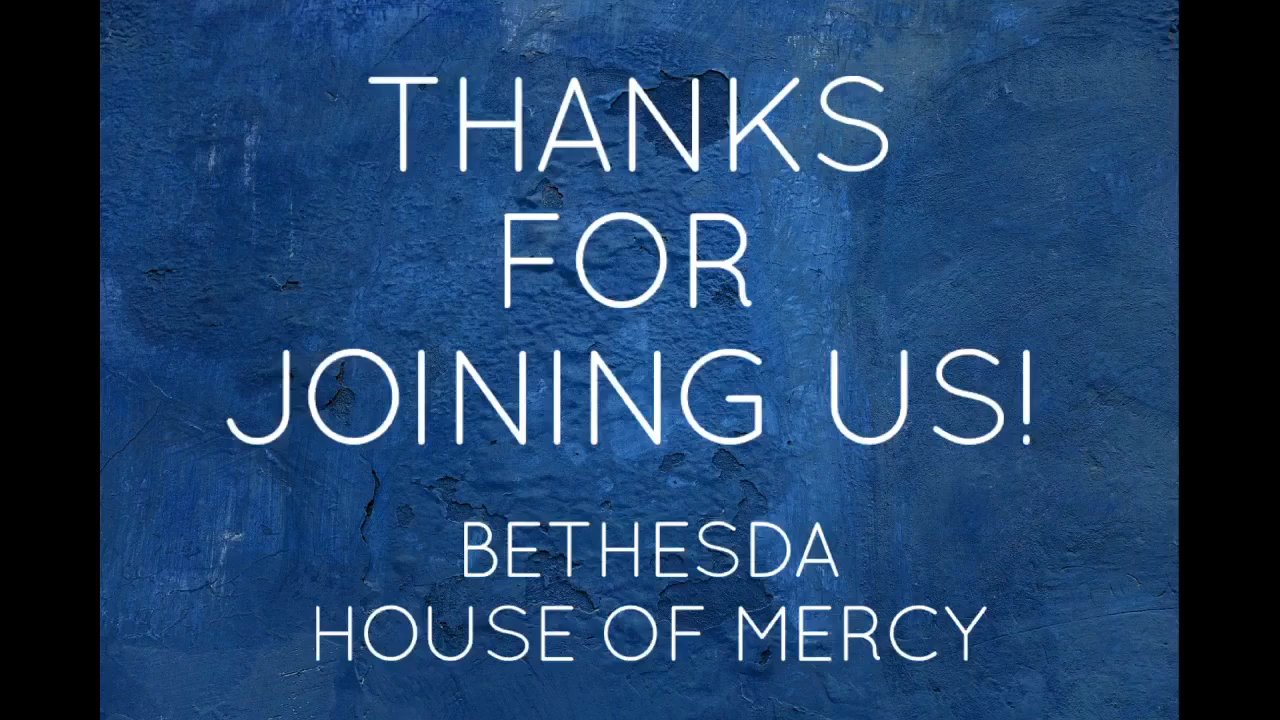 THANKS
FOR
JOINING US!
BETHESDA
HOUSE OF MERCY